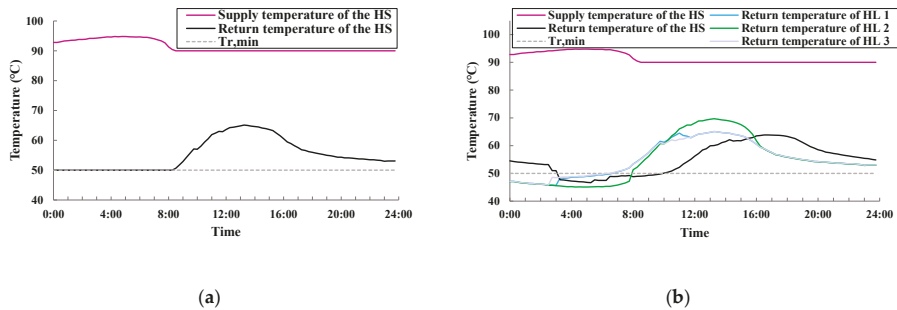 Supply temperature of the HS
Return temperature of the HS
Tr,min
100
90
80
70
60
50
40
Temperature (°C)
0:00 4:00 8:00 12:00 16:00 20:00 24:00
Time
(a)
Supply temperature of the HS Return temperature of HL 1
Return temperature of the HS Return temperature of HL 2
Tr,min Return temperature of HL 3
100
90
80
70
60
50
40
Temperature (°C)
0:00 4:00 8:00 12:00 16:00 20:00 24:00
Time
(b)